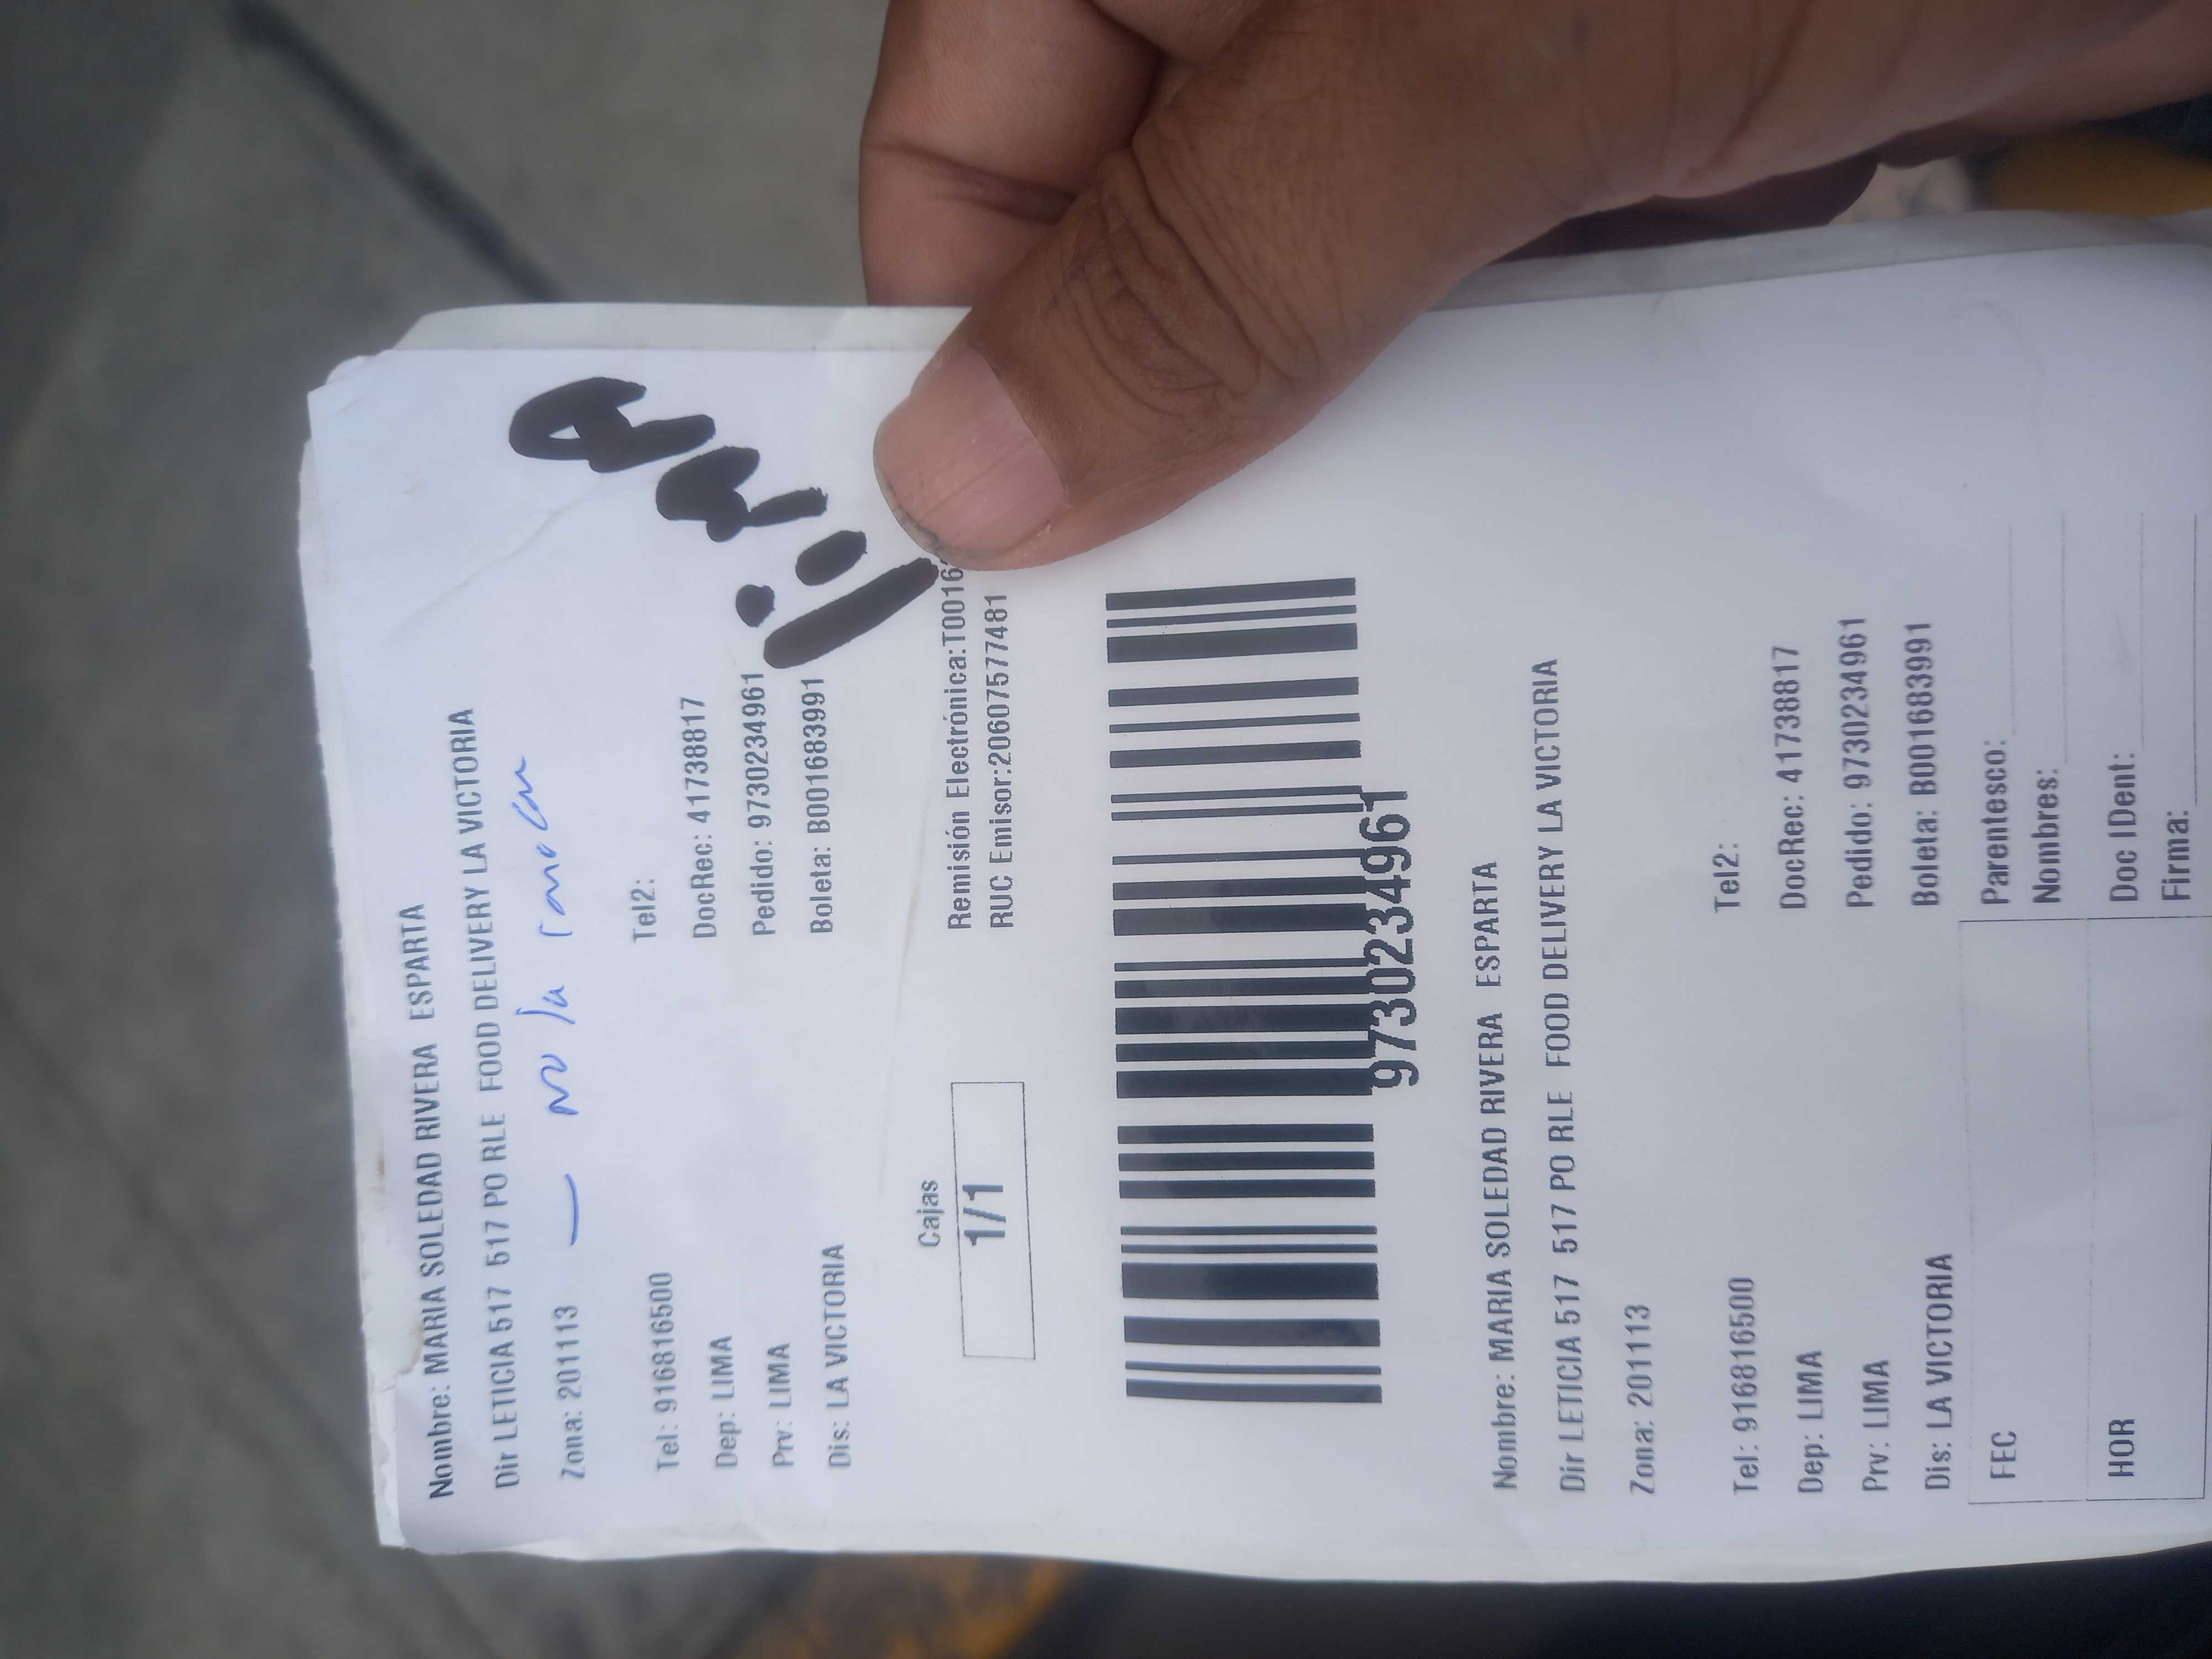 Nombre: MARIA SOLEDAD RIVERA ESPARTA
Dir LETICIA 517 517 PO RLE FOOD DELIVERY LA VICTORIA
Zona: 201113 — no la conocen
Tel: 916816500 Tel2:
Dep: LIMA DocRec: 41738817
Prv: LIMA Pedido: 9730234961
Dis: LA VICTORIA Boleta: B001683991
Cajas
1/1
Remisión Electrónica:T0016
RUC Emisor:20607577481
9730234961
Nombre: MARIA SOLEDAD RIVERA ESPARTA
Dir LETICIA 517 517 PO RLE FOOD DELIVERY LA VICTORIA
Zona: 201113
Tel: 916816500 Tel2:
Dep: LIMA DocRec: 41738817
Prv: LIMA Pedido: 9730234961
Dis: LA VICTORIA Boleta: B001683991
FEC
HOR
Parentesco:
Nombres:
Doc IDent:
Firma: